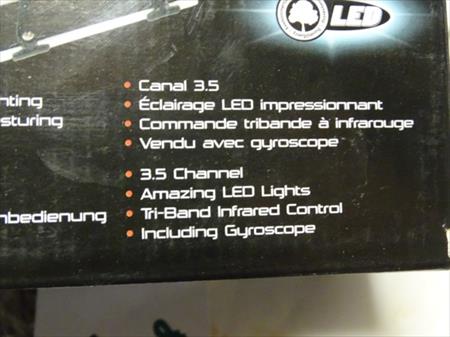 LED
• Canal 3.5
• Éclairage LED impressionnant
• Commande tribande à infrarouge
• Vendu avec gyroscope
• 3.5 Channel
• Amazing LED Lights
• Tri-Band Infrared Control
• Including Gyroscope
nting
sturing
nbedienung